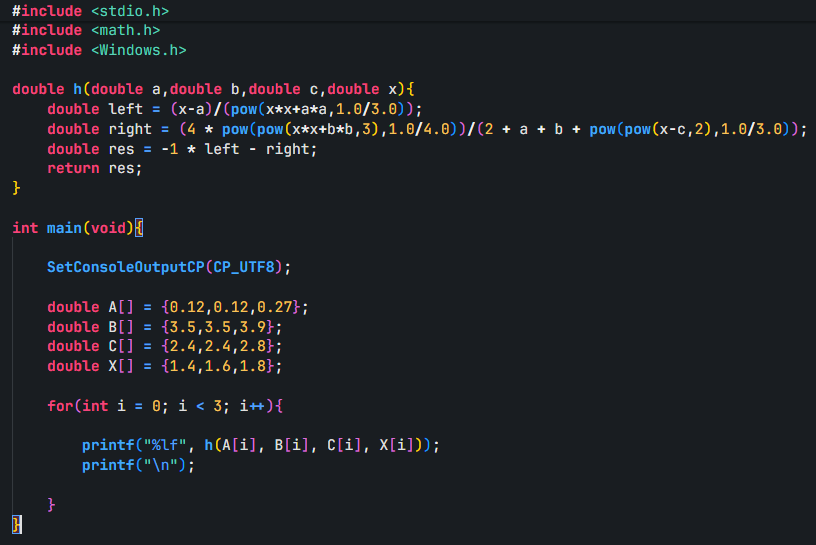 #include <stdio.h>
#include <math.h>
#include <Windows.h>

double h(double a,double b,double c,double x){
    double left = (x-a)/(pow(x*x+a*a,1.0/3.0));
    double right = (4 * pow(pow(x*x+b*b,3),1.0/4.0))/(2 + a + b + pow(pow(x-c,2),1.0/3.0));
    double res = -1 * left - right;
    return res;
}

int main(void){

    SetConsoleOutputCP(CP_UTF8);

    double A[] = {0.12,0.12,0.27};
    double B[] = {3.5,3.5,3.9};
    double C[] = {2.4,2.4,2.8};
    double X[] = {1.4,1.6,1.8};

    for(int i = 0; i < 3; i++){

        printf("%lf", h(A[i], B[i], C[i], X[i]));
        printf("\n");

    }
}